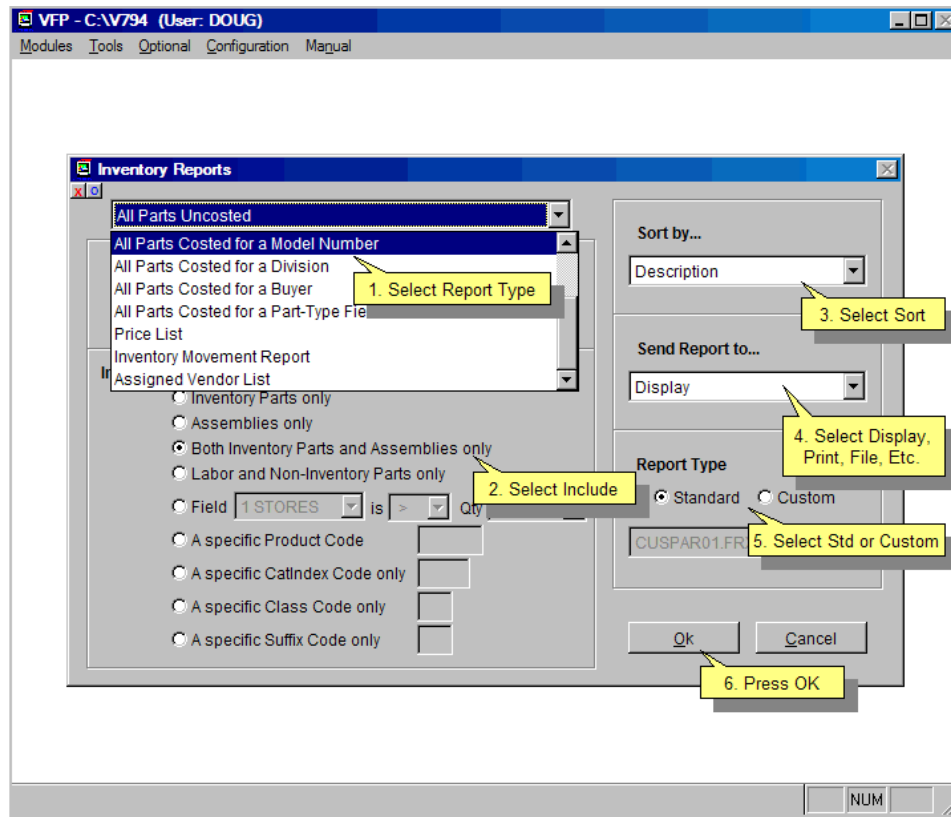 VFP - C:\V794 (User: DOUG)
Modules Tools Optional Configuration Manual
Inventory Reports
X O
All Parts Uncosted
All Parts Costed for a Model Number
All Parts Costed for a Division
All Parts Costed for a Buyer
All Parts Costed for a Part-Type Fie
Price List
Inventory Movement Report
Assigned Vendor List
1. Select Report Type
In
Inventory Parts only
Assemblies only
Both Inventory Parts and Assemblies only
Labor and Non-Inventory Parts only
2. Select Include
Field 1 STORES is > Qty
A specific Product Code
A specific CatIndex Code only
A specific Class Code only
A specific Suffix Code only
Sort by...
Description
3. Select Sort
Send Report to...
Display
4. Select Display,
Print, File, Etc.
Report Type
Standard Custom
CUSPAR01.FR
5. Select Std or Custom
Ok Cancel
6. Press OK
NUM